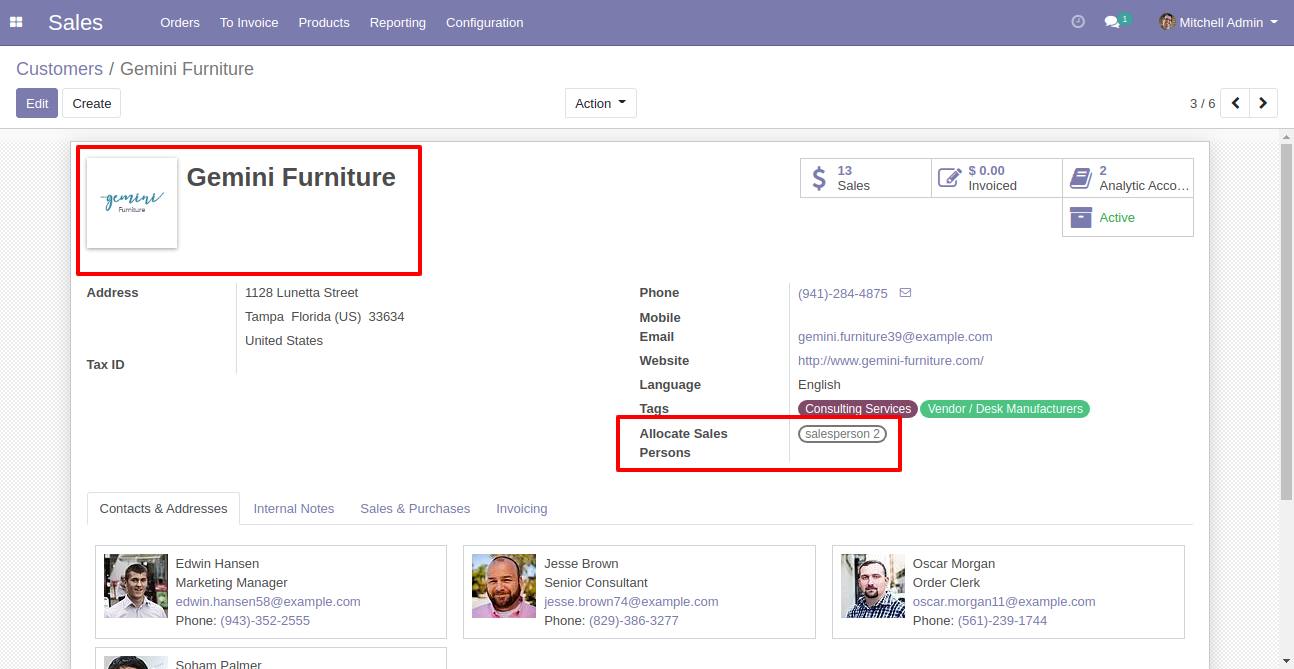 Sales
Orders To Invoice Products Reporting Configuration
1 Mitchell Admin
Customers / Gemini Furniture
Edit Create
Action
3 / 6
gemini
Furniture
Gemini Furniture
13
Sales
$ 0.00
Invoiced
2
Analytic Acco...
Active
Address
1128 Lunetta Street
Tampa Florida (US) 33634
United States
Tax ID
Phone (941)-284-4875
Mobile
Email gemini.furniture39@example.com
Website http://www.gemini-furniture.com/
Language English
Tags Consulting Services Vendor / Desk Manufacturers
Allocate Sales
Persons
salesperson 2
Contacts & Addresses Internal Notes Sales & Purchases Invoicing
Edwin Hansen
Marketing Manager
edwin.hansen58@example.com
Phone: (943)-352-2555
Jesse Brown
Senior Consultant
jesse.brown74@example.com
Phone: (829)-386-3277
Oscar Morgan
Order Clerk
oscar.morgan11@example.com
Phone: (561)-239-1744
Soham Palmer